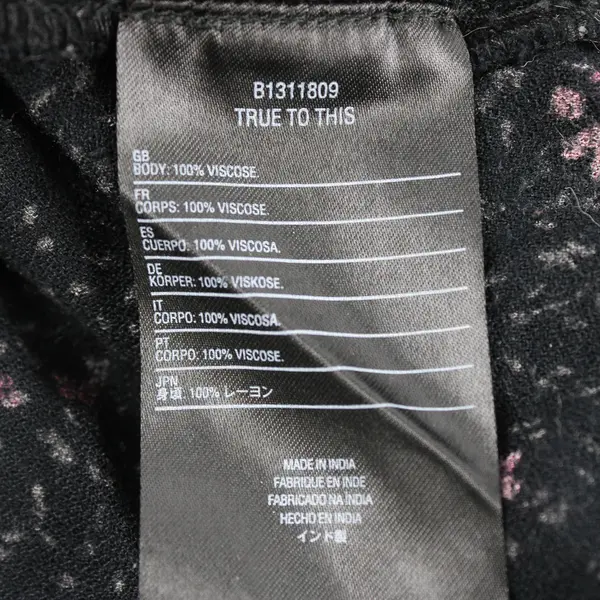 B1311809
TRUE TO THIS
GB
BODY: 100% VISCOSE.
FR
CORPS: 100% VISCOSE.
ES
CUERPO: 100% VISCOSA.
DE
KÖRPER: 100% VISKOSE.
IT
CORPO: 100% VISCOSA.
PT
CORPO: 100% VISCOSE.
JPN
身頃: 100% レーヨン
MADE IN INDIA
FABRIQUE EN INDE
FABRICADO NA INDIA
HECHO EN INDIA
インド製